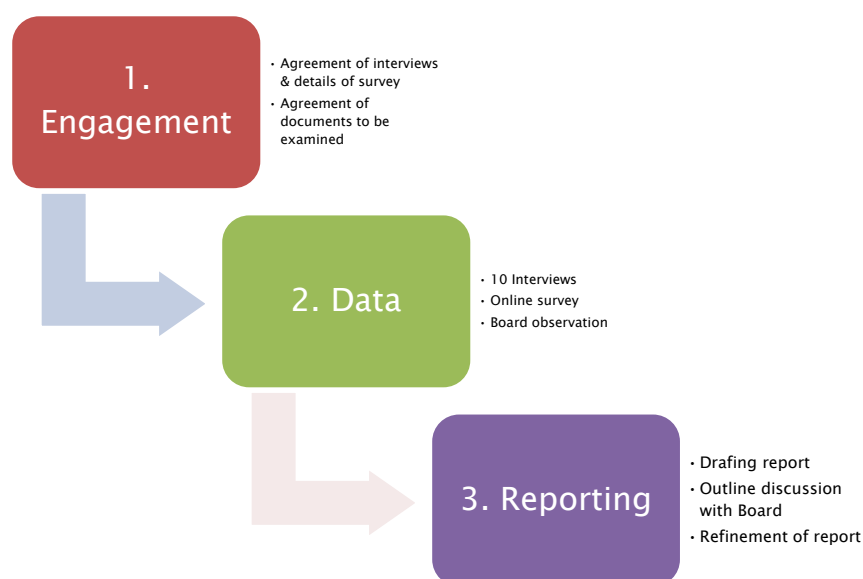 1.
Engagement
· Agreement of interviews
& details of survey
· Agreement of
documents to be
examined
2. Data
· 10 Interviews
· Online survey
· Board observation
3. Reporting
· Drafing report
· Outline discussion
with Board
· Refinement of report